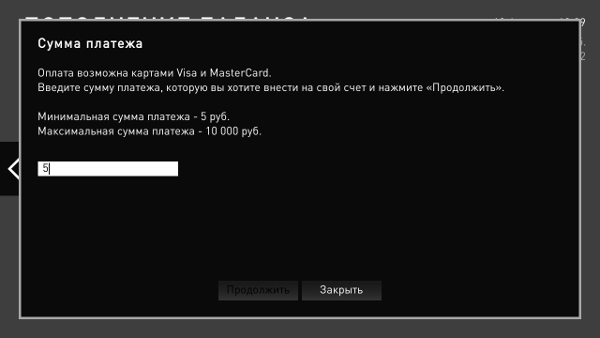 Сумма платежа
Оплата возможна картами Visa и MasterCard.
Введите сумму платежа, которую вы хотите внести на свой счет и нажмите «Продолжить».
Минимальная сумма платежа - 5 руб.
Максимальная сумма платежа - 10 000 руб.
5
Продолжить
Закрыть